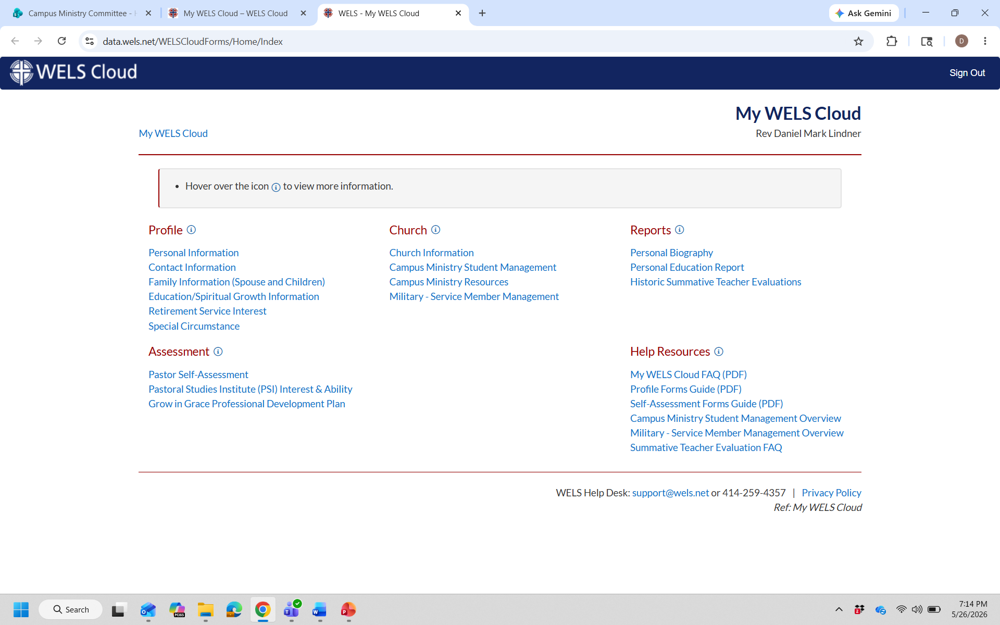 Campus Ministry Committee -
My WELS Cloud – WELS Cloud
WELS - My WELS Cloud
Ask Gemini
data.wels.net/WELSCloudForms/Home/Index
D
WELS Cloud
Sign Out
My WELS Cloud
My WELS Cloud
Rev Daniel Mark Lindner
• Hover over the icon i to view more information.
Profile
Personal Information
Contact Information
Family Information (Spouse and Children)
Education/Spiritual Growth Information
Retirement Service Interest
Special Circumstance
Church
Church Information
Campus Ministry Student Management
Campus Ministry Resources
Military - Service Member Management
Reports
Personal Biography
Personal Education Report
Historic Summative Teacher Evaluations
Assessment
Pastor Self-Assessment
Pastoral Studies Institute (PSI) Interest & Ability
Grow in Grace Professional Development Plan
Help Resources
My WELS Cloud FAQ (PDF)
Profile Forms Guide (PDF)
Self-Assessment Forms Guide (PDF)
Campus Ministry Student Management Overview
Military - Service Member Management Overview
Summative Teacher Evaluation FAQ
WELS Help Desk: support@wels.net or 414-259-4357 | Privacy Policy
Ref: My WELS Cloud
Search
M365
2
7:14 PM
5/26/2026